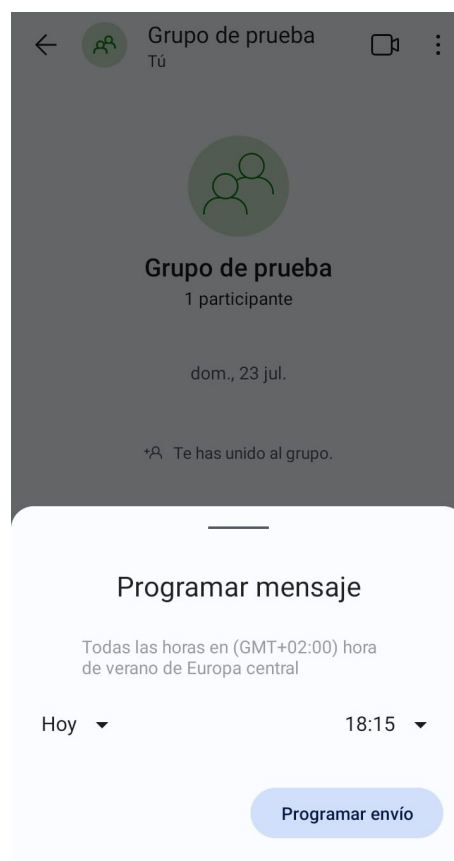 Grupo de prueba
Tú
Grupo de prueba
1 participante
dom., 23 jul.
Te has unido al grupo.
Programar mensaje
Todas las horas en (GMT+02:00) hora
de verano de Europa central
Hoy 18:15
Programar envío